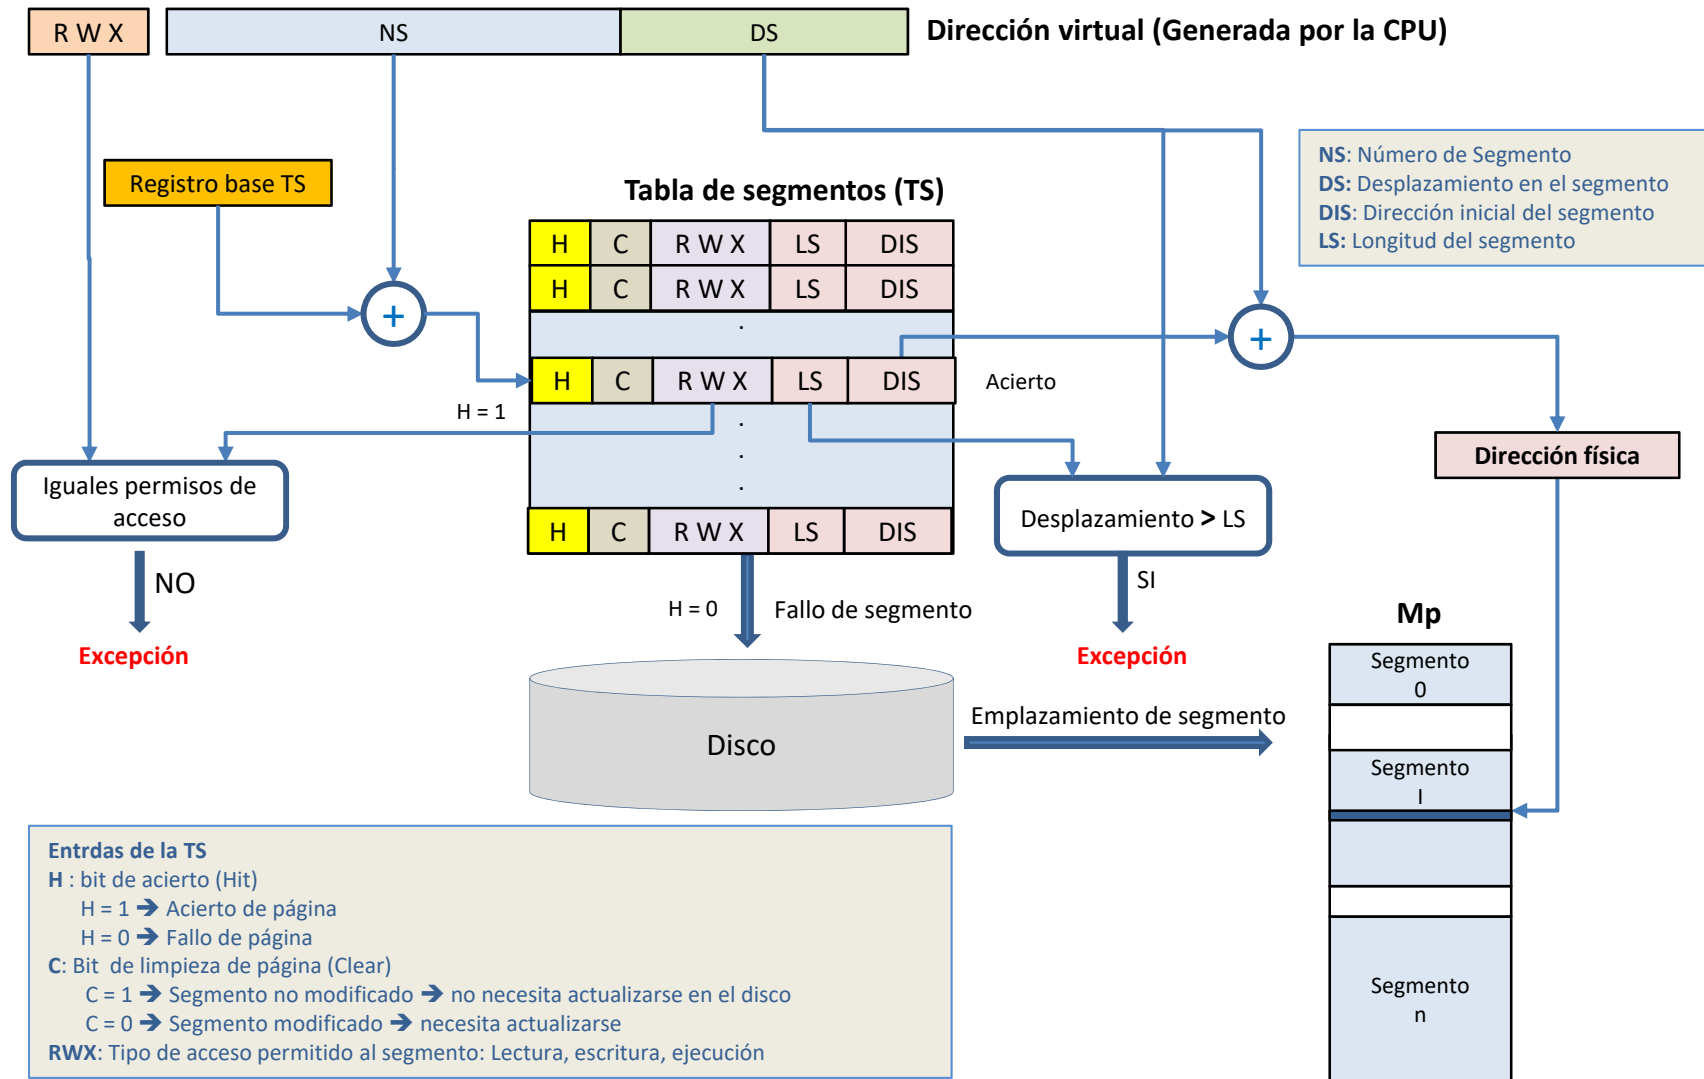 R W X
NS
DS
Dirección virtual (Generada por la CPU)
NS: Número de Segmento
DS: Desplazamiento en el segmento
DIS: Dirección inicial del segmento
LS: Longitud del segmento
Registro base TS
Tabla de segmentos (TS)
H C R W X LS DIS
H C R W X LS DIS
+
.
+
H C R W X LS DIS
Acierto
H = 1
.
.
.
Iguales permisos de
acceso
Desplazamiento > LS
Dirección física
H C R W X LS DIS
NO
SI
H = 0
Fallo de segmento
Excepción
Excepción
Mp
Segmento
0
Emplazamiento de segmento
Disco
Segmento
I
Segmento
n
Entrdas de la TS
H : bit de acierto (Hit)
H = 1 ➔ Acierto de página
H = 0 ➔ Fallo de página
C: Bit de limpieza de página (Clear)
C = 1 ➔ Segmento no modificado ➔ no necesita actualizarse en el disco
C = 0 ➔ Segmento modificado ➔ necesita actualizarse
RWX: Tipo de acceso permitido al segmento: Lectura, escritura, ejecución